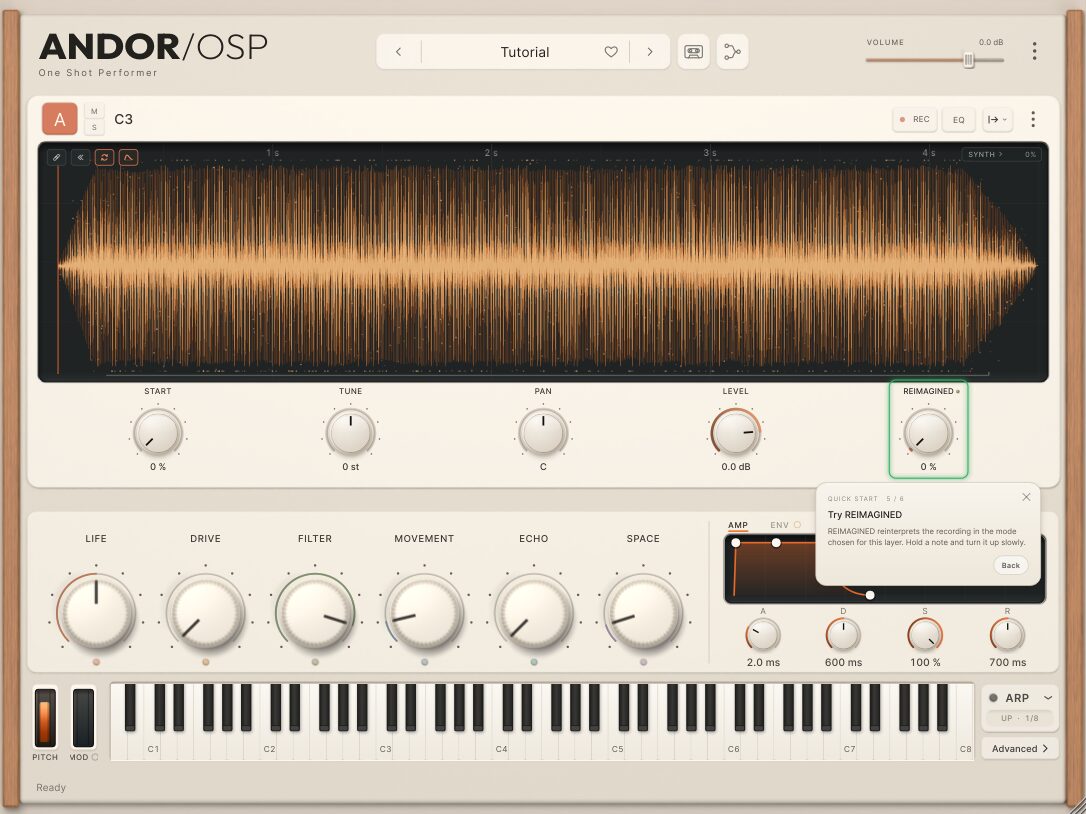 ANDOR/OSP
One Shot Performer
Tutorial
VOLUME 0.0 dB
A
M
S
C3
REC
EQ
1 s 2 s 3 s 4 s
SYNTH > 0%
START TUNE PAN LEVEL REIMAGINED
0 % 0 st C 0.0 dB 0 %
QUICK START 5 / 6
Try REIMAGINED
REIMAGINED reinterprets the recording in the mode
chosen for this layer. Hold a note and turn it up slowly.
Back
LIFE DRIVE FILTER MOVEMENT ECHO SPACE
AMP ENV
A D S R
2.0 ms 600 ms 100 % 700 ms
PITCH MOD
C1 C2 C3 C4 C5 C6 C7 C8
ARP
UP · 1/8
Advanced >
Ready